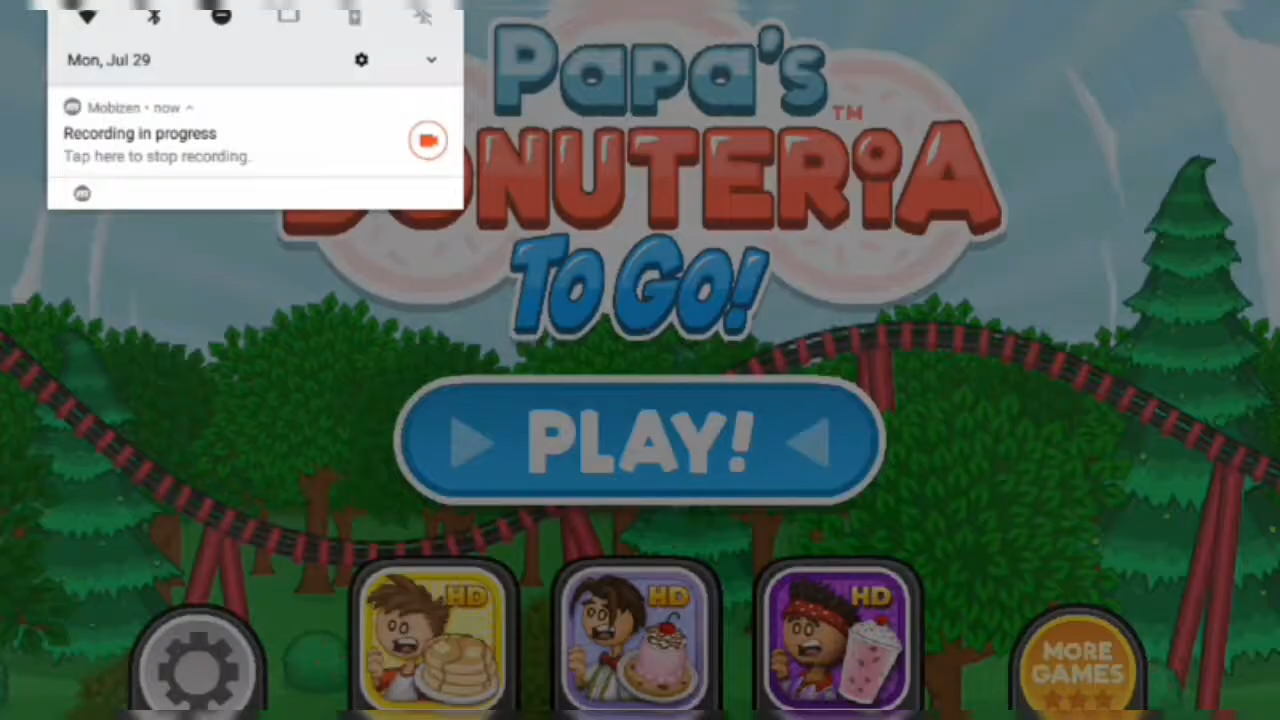 Mon, Jul 29
Mobizen • now
Recording in progress
Tap here to stop recording.
Papa's
ONUTERIA
TM
TO GO!
PLAY!
HD
HD
HD
MORE
GAMES